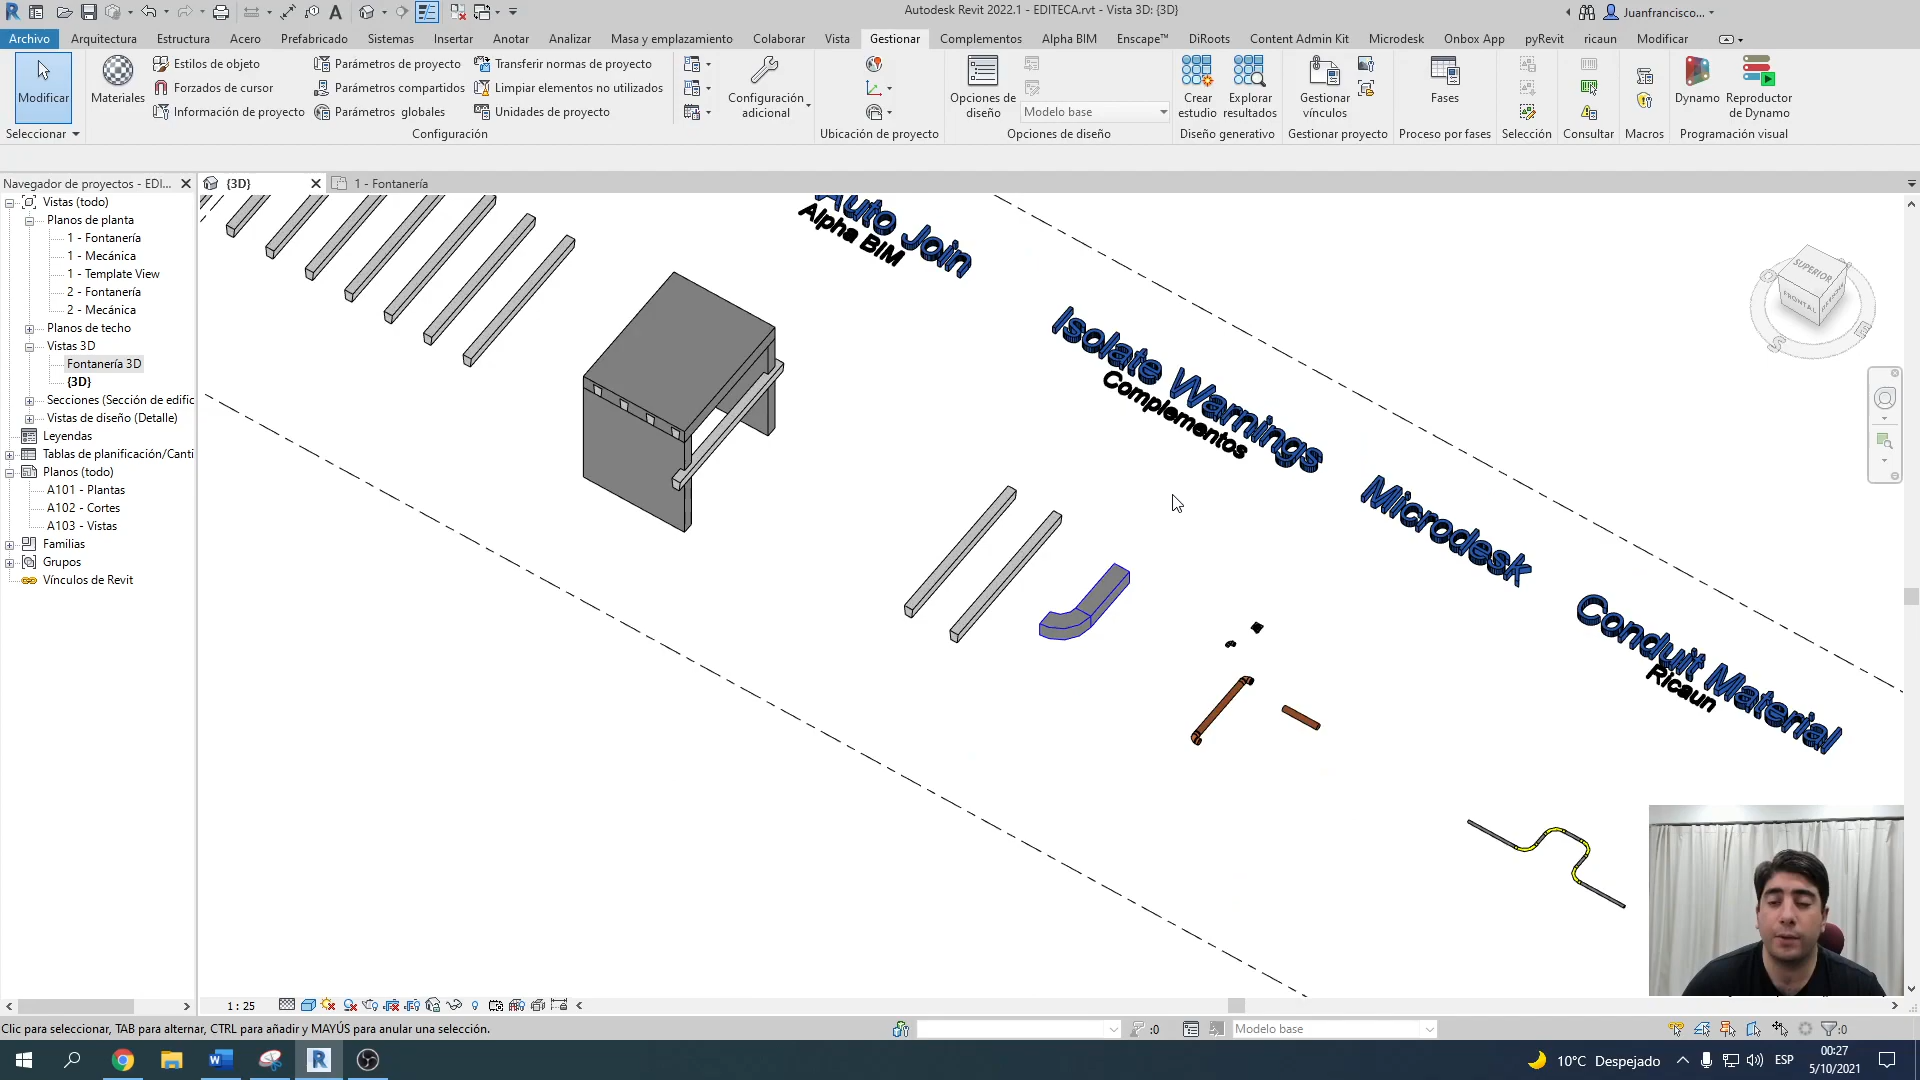 Autodesk Revit 2022.1 - EDITECA.rvt - Vista 3D: {3D}
Juanfrancisco...
Archivo Arquitectura Estructura Acero Prefabricado Sistemas Insertar Anotar Analizar Masa y emplazamiento Colaborar Vista Gestionar Complementos Alpha BIM Enscape™ DiRoots Content Admin Kit Microdesk Onbox App pyRevit ricaun Modificar
Modificar
Materiales
Estilos de objeto
Forzados de cursor
Información de proyecto
Parámetros de proyecto
Parámetros compartidos
Parámetros globales
Transferir normas de proyecto
Limpiar elementos no utilizados
Unidades de proyecto
Configuración
adicional
Opciones de
diseño
Modelo base
Crear
estudio
Explorar
resultados
Gestionar
vínculos
Fases
Dynamo
Reproductor
de Dynamo
Seleccionar
Configuración
Ubicación de proyecto
Opciones de diseño
Diseño generativo
Gestionar proyecto
Proceso por fases
Selección
Consultar
Macros
Programación visual
Navegador de proyectos - EDI...
{3D}
1 - Fontanería
Vistas (todo)
Planos de planta
1 - Fontanería
1 - Mecánica
1 - Template View
2 - Fontanería
2 - Mecánica
Planos de techo
Vistas 3D
Fontanería 3D
{3D}
Secciones (Sección de edific
Vistas de diseño (Detalle)
Leyendas
Tablas de planificación/Canti
Planos (todo)
A101 - Plantas
A102 - Cortes
A103 - Vistas
Familias
Grupos
Vínculos de Revit
Auto Join
Alpha BIM
Isolate Warnings
Complementos
Microdesk
Conduit Material
Ricaun
SUPERIOR
FRONTAL
S
E
1 : 25
Clic para seleccionar, TAB para alternar, CTRL para añadir y MAYÚS para anular una selección.
:0
Modelo base
:0
10°C Despejado
ESP
00:27
5/10/2021